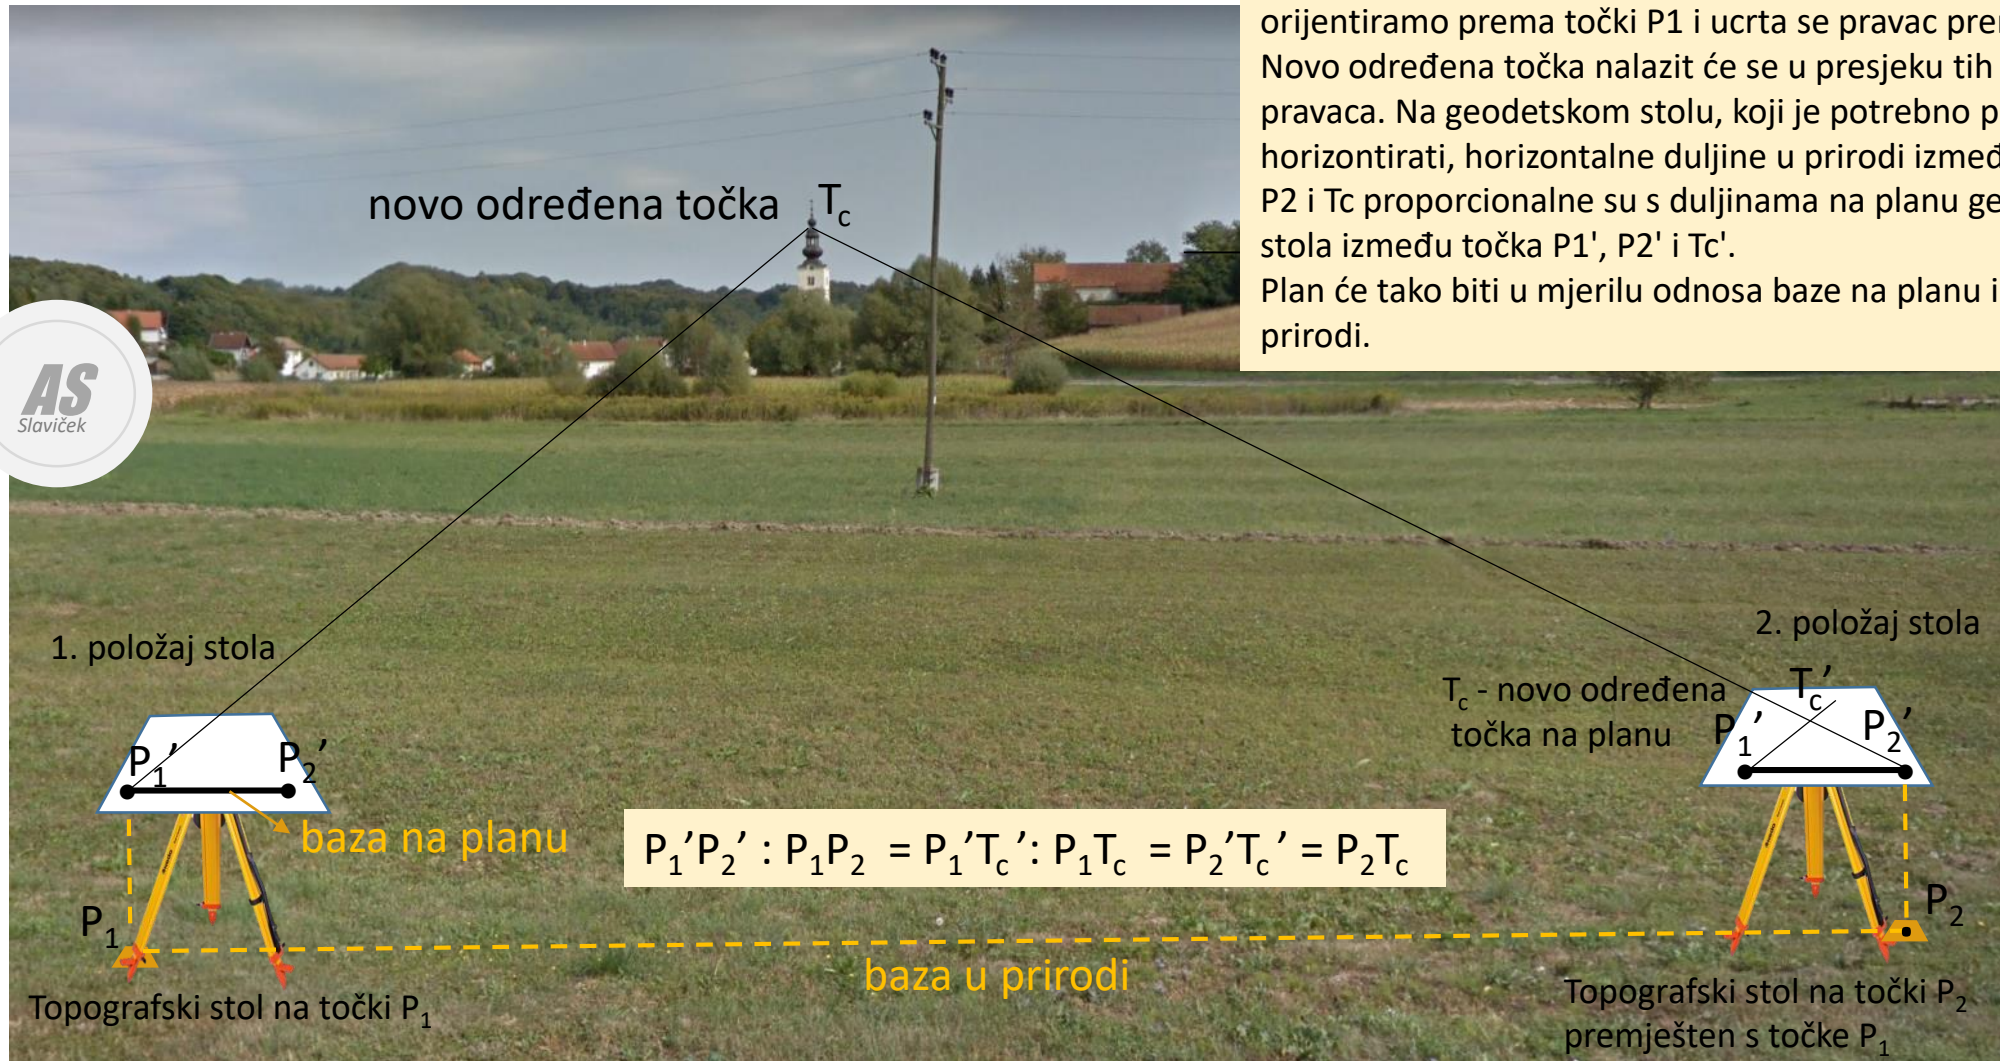 orijentiramo prema točki P1 i ucrta se pravac
Novo određena točka nalazit će se u presjeku tih
pravaca. Na geodetskom stolu, koji je potrebno
horizontirati, horizontalne duljine u prirodi
P2 i Tc proporcionalne su s duljinama na planu
stola između točka P1', P2' i Tc'.
Plan će tako biti u mjerilu odnosa baze na planu i
prirodi.
novo određena točka Tc
AS
Slaviček
1. položaj stola
2. položaj stola
Tc - novo određena
točka na planu
Tc’
P1’ P2’
P1’ P2’
baza na planu
P1’P2’ : P1P2 = P1’Tc’: P1Tc = P2’Tc’ = P2Tc
P1
P2
baza u prirodi
Topografski stol na točki P1
Topografski stol na točki P2
premješten s točke P1